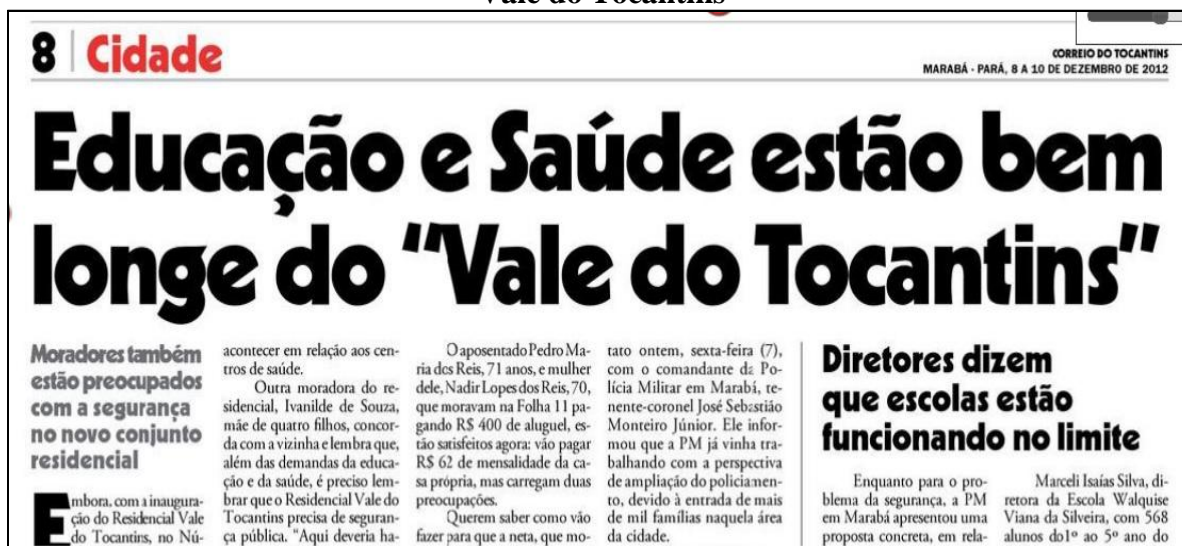 Vale do Tocantins
8 | Cidade
CORREIO DO TOCANTINS
MARABÁ - PARÁ, 8 A 10 DE DEZEMBRO DE 2012
Educação e Saúde estão bem
longe do "Vale do Tocantins"
Moradores também
estão preocupados
com a segurança
no novo conjunto
residencial
Embora, com a inaugura-
ção do Residencial Vale
do Tocantins, no Nú-
acontecer em relação aos cen-
tros de saúde.
Outra moradora do re-
sidencial, Ivanilde de Souza,
mãe de quatro filhos, concor-
da com a vizinha e lembra que,
além das demandas da educa-
ção e da saúde, é preciso lem-
brar que o Residencial Vale do
Tocantins precisa de seguran-
ça pública. "Aqui deveria ha-
O aposentado Pedro Ma-
ria dos Reis, 71 anos, e mulher
dele, Nadir Lopes dos Reis, 70,
que moravam na Folha 11 pa-
gando R$ 400 de aluguel, es-
tão satisfeitos agora: vão pagar
R$ 62 de mensalidade da ca-
sa própria, mas carregam duas
preocupações.
Querem saber como vão
fazer para que a neta, que mo-
tato ontem, sexta-feira (7),
com o comandante da Po-
lícia Militar em Marabá, te-
nente-coronel José Sebastião
Monteiro Júnior. Ele infor-
mou que a PM já vinha tra-
balhando com a perspectiva
de ampliação do policiamen-
to, devido à entrada de mais
de mil famílias naquela área
da cidade.
Diretores dizem
que escolas estão
funcionando no limite
Enquanto para o pro-
blema da segurança, a PM
em Marabá apresentou uma
proposta concreta, em rela-
Marceli Isaías Silva, di-
retora da Escola Walquise
Viana da Silveira, com 568
alunos do1º ao 5º ano do